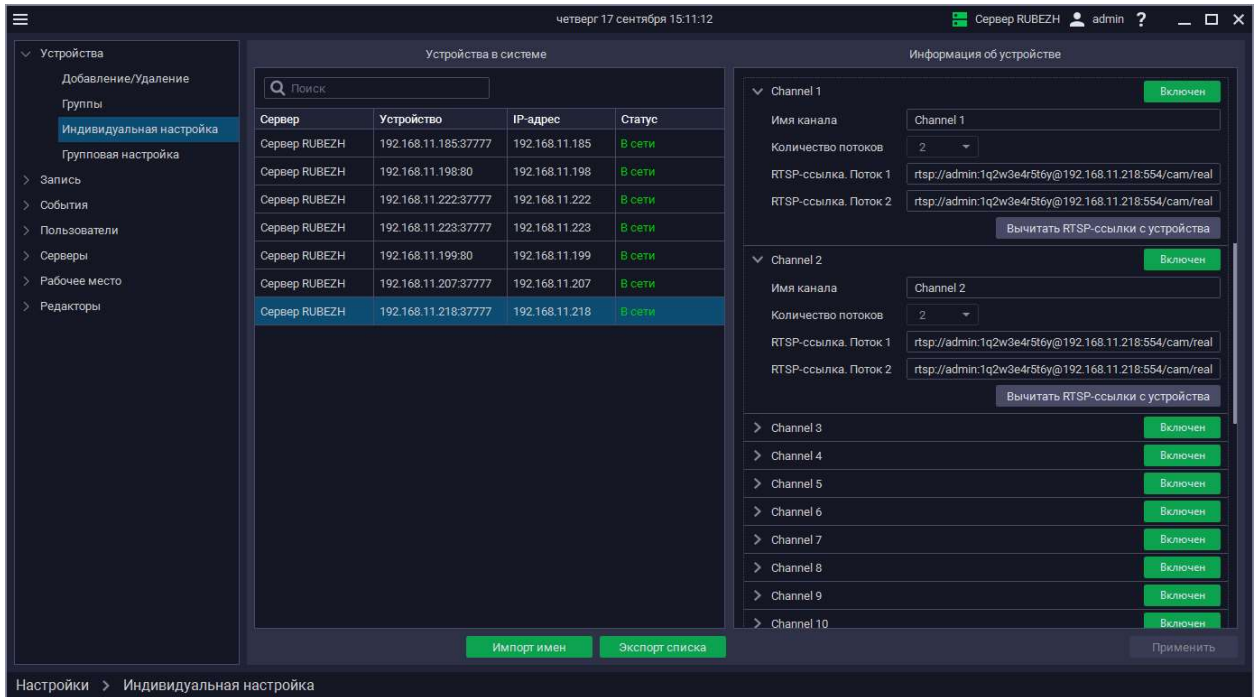 четверг 17 сентября 15:11:12
Сервер RUBEZH admin ?
Устройства
Добавление/Удаление
Группы
Индивидуальная настройка
Групповая настройка
Запись
События
Пользователи
Серверы
Рабочее место
Редакторы
Устройства в системе
Поиск
Сервер Устройство IP-адрес Статус
Сервер RUBEZH 192.168.11.185:37777 192.168.11.185 В сети
Сервер RUBEZH 192.168.11.198:80 192.168.11.198 В сети
Сервер RUBEZH 192.168.11.222:37777 192.168.11.222 В сети
Сервер RUBEZH 192.168.11.223:37777 192.168.11.223 В сети
Сервер RUBEZH 192.168.11.199:80 192.168.11.199 В сети
Сервер RUBEZH 192.168.11.207:37777 192.168.11.207 В сети
Сервер RUBEZH 192.168.11.218:37777 192.168.11.218 В сети
Импорт имен Экспорт списка
Информация об устройстве
Channel 1 Включен
Имя канала Channel 1
Количество потоков 2
RTSP-ссылка. Поток 1 rtsp://admin:1q2w3e4r5t6y@192.168.11.218:554/cam/real
RTSP-ссылка. Поток 2 rtsp://admin:1q2w3e4r5t6y@192.168.11.218:554/cam/real
Вычитать RTSP-ссылки с устройства
Channel 2 Включен
Имя канала Channel 2
Количество потоков 2
RTSP-ссылка. Поток 1 rtsp://admin:1q2w3e4r5t6y@192.168.11.218:554/cam/real
RTSP-ссылка. Поток 2 rtsp://admin:1q2w3e4r5t6y@192.168.11.218:554/cam/real
Вычитать RTSP-ссылки с устройства
Channel 3 Включен
Channel 4 Включен
Channel 5 Включен
Channel 6 Включен
Channel 7 Включен
Channel 8 Включен
Channel 9 Включен
Channel 10 Включен
Применить
Настройки > Индивидуальная настройка